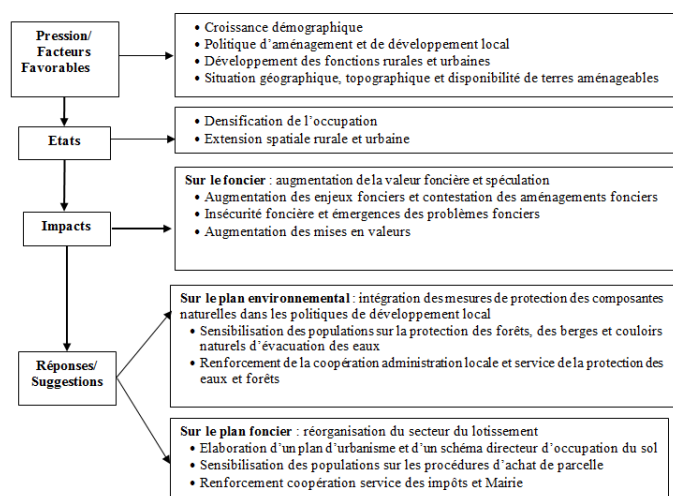 Pression/
Facteurs
Favorables
• Croissance démographique
• Politique d’aménagement et de développement local
• Développement des fonctions rurales et urbaines
• Situation géographique, topographique et disponibilité de terres aménageables
Etats
• Densification de l’occupation
• Extension spatiale rurale et urbaine
Impacts
Sur le foncier : augmentation de la valeur foncière et spéculation
• Augmentation des enjeux fonciers et contestation des aménagements fonciers
• Insécurité foncière et émergences des problèmes fonciers
• Augmentation des mises en valeurs
Réponses/
Suggestions
Sur le plan environnemental : intégration des mesures de protection des composantes
naturelles dans les politiques de développement local
• Sensibilisation des populations sur la protection des forêts, des berges et couloirs
naturels d’évacuation des eaux
• Renforcement de la coopération administration locale et service de la protection des
eaux et forêts
Sur le plan foncier : réorganisation du secteur du lotissement
• Elaboration d’un plan d’urbanisme et d’un schéma directeur d’occupation du sol
• Sensibilisation des populations sur les procédures d’achat de parcelle
• Renforcement coopération service des impôts et Mairie